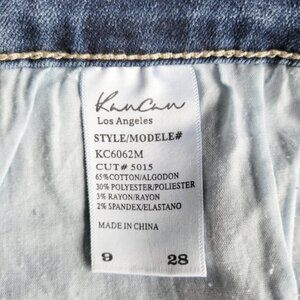 KanCan
Los Angeles
STYLE/MODELE#
KC6062M
CUT# 5015
65%COTTON/ALGODON
30% POLYESTER/POLIESTER
3% RAYON/RAYON
2% SPANDEX/ELASTANO
MADE IN CHINA
9 28